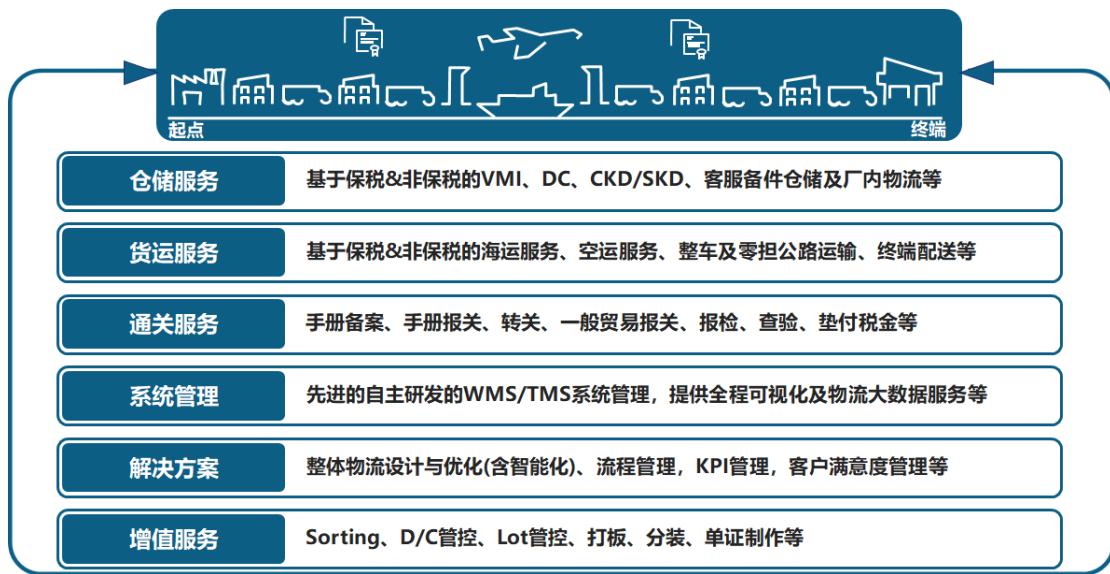 起点
终端
仓储服务
基于保税&非保税的VMI、DC、CKD/SKD、客服备件仓储及厂内物流等
货运服务
基于保税&非保税的海运服务、空运服务、整车及零担公路运输、终端配送等
通关服务
手册备案、手册报关、转关、一般贸易报关、报检、查验、垫付税金等
系统管理
先进的自主研发的WMS/TMS系统管理，提供全程可视化及物流大数据服务等
解决方案
整体物流设计与优化(含智能化)、流程管理，KPI管理，客户满意度管理等
增值服务
Sorting、D/C管控、Lot管控、打板、分装、单证制作等